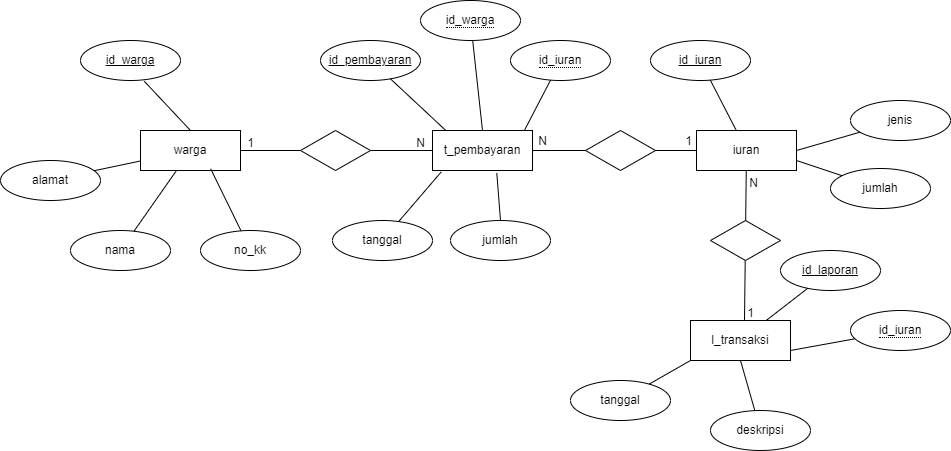 id_warga
id_warga
id_pembayaran
id_iuran
id_iuran
jenis
warga
1
N
t_pembayaran
N
1
iuran
alamat
jumlah
N
nama
no_kk
tanggal
jumlah
id_laporan
1
l_transaksi
id_iuran
tanggal
deskripsi